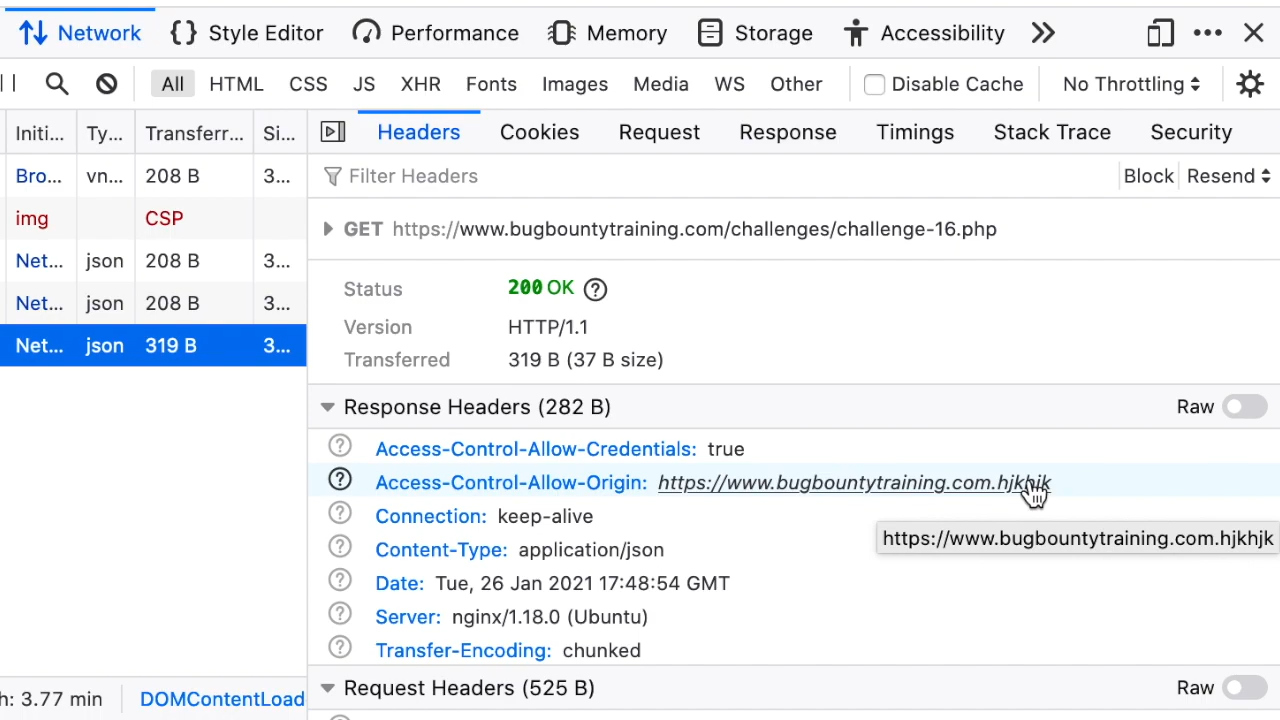 Network Style Editor Performance Memory Storage Accessibility
All HTML CSS JS XHR Fonts Images Media WS Other Disable Cache No Throttling
Initi... Ty... Transferr... Si... Headers Cookies Request Response Timings Stack Trace Security
Bro... vn... 208 B 3... Filter Headers Block Resend
img CSP
GET https://www.bugbountytraining.com/challenges/challenge-16.php
Net... json 208 B 3...
Status 200 OK ?
Net... json 208 B 3...
Version HTTP/1.1
Net... json 319 B 3...
Transferred 319 B (37 B size)
Response Headers (282 B) Raw
? Access-Control-Allow-Credentials: true
? Access-Control-Allow-Origin: https://www.bugbountytraining.com.hjkhjk
? Connection: keep-alive
https://www.bugbountytraining.com.hjkhjk
? Content-Type: application/json
? Date: Tue, 26 Jan 2021 17:48:54 GMT
? Server: nginx/1.18.0 (Ubuntu)
? Transfer-Encoding: chunked
Request Headers (525 B) Raw
h: 3.77 min DOMContentLoad